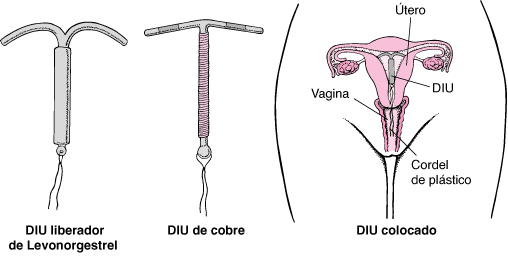 Útero
DIU
Vagina
Cordel
de plástico
DIU liberador
de Levonorgestrel
DIU de cobre
DIU colocado